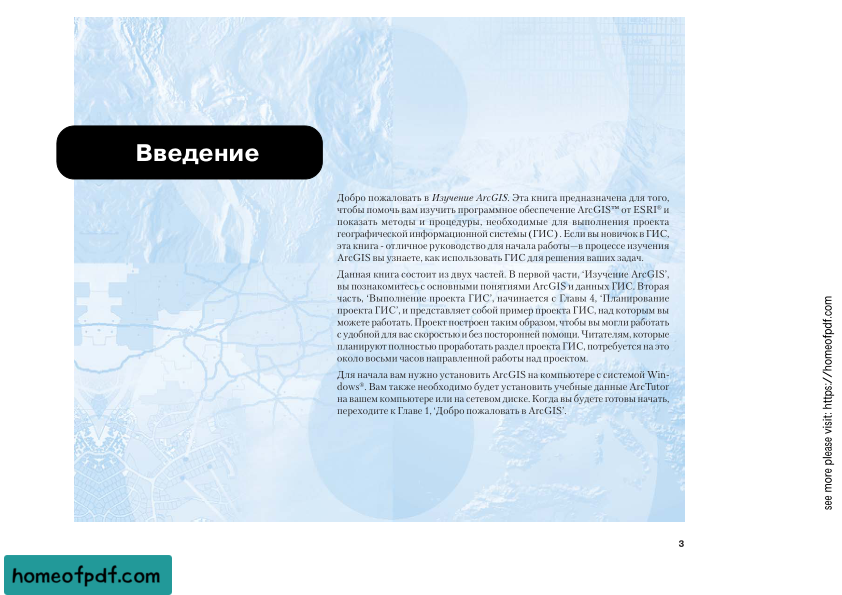 Введение
Добро пожаловать в Изучение ArcGIS. Эта книга предназначена для того,
чтобы помочь вам изучить программное обеспечение ArcGIS™ от ESRI® и
показать методы и процедуры, необходимые для выполнения проекта
географической информационной системы (ГИС). Если вы новичок в ГИС,
эта книга - отличное руководство для начала работы—в процессе изучения
ArcGIS вы узнаете, как использовать ГИС для решения ваших задач.
Данная книга состоит из двух частей. В первой части, ‘Изучение ArcGIS’,
вы познакомитесь с основными понятиями ArcGIS и данных ГИС. Вторая
часть, ‘Выполнение проекта ГИС’, начинается с Главы 4, ‘Планирование
проекта ГИС’, и представляет собой пример проекта ГИС, над которым вы
можете работать. Проект построен таким образом, чтобы вы могли работать
с удобной для вас скоростью и без посторонней помощи. Читателям, которые
планируют полностью проработать раздел проекта ГИС, потребуется на это
около восьми часов направленной работы над проектом.
Для начала вам нужно установить ArcGIS на компьютере с системой Win-
dows®. Вам также необходимо будет установить учебные данные ArcTutor
на вашем компьютере или на сетевом диске. Когда вы будете готовы начать,
переходите к Главе 1, ‘Добро пожаловать в ArcGIS’.
3
homeofpdf.com
see more please visit: https://homeofpdf.com